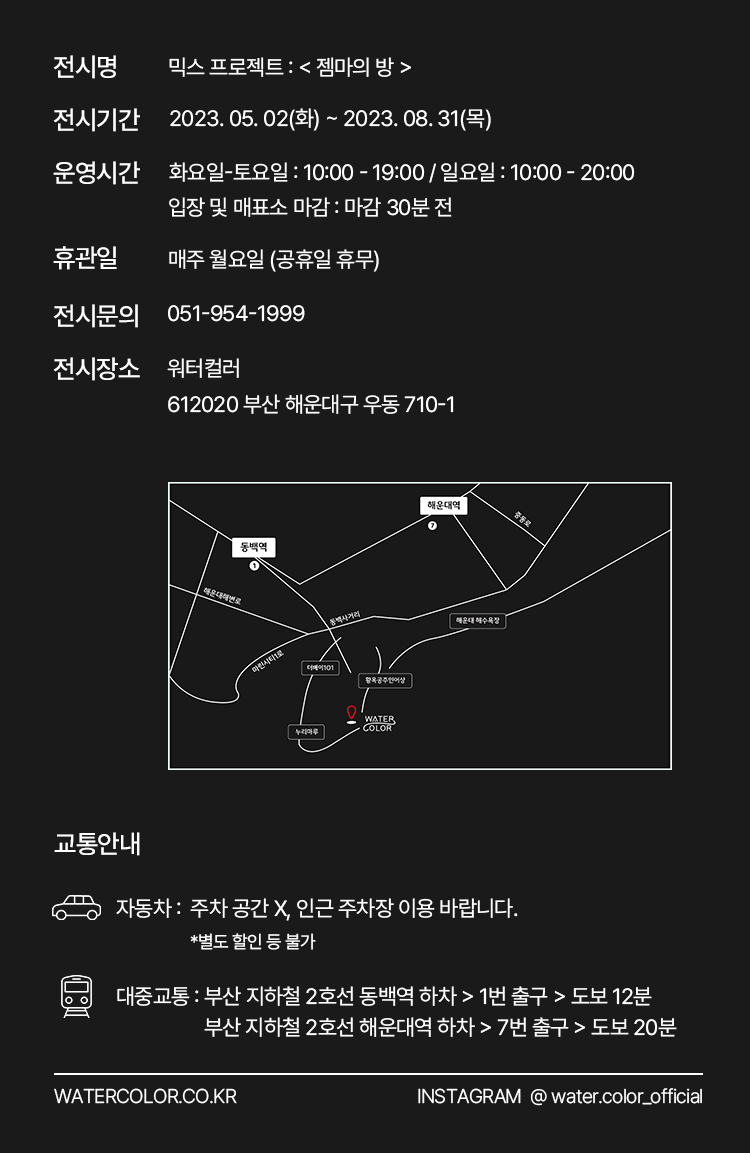 전시명 믹스 프로젝트 : < 젬마의 방 >
전시기간 2023. 05. 02(화) ~ 2023. 08. 31(목)
운영시간 화요일-토요일 : 10:00 - 19:00 / 일요일 : 10:00 - 20:00
입장 및 매표소 마감 : 마감 30분 전
휴관일 매주 월요일 (공휴일 휴무)
전시문의 051-954-1999
전시장소 워터컬러
612020 부산 해운대구 우동 710-1
해운대역
7
중동로
동백역
1
해운대해변로
동백사거리
해운대 해수욕장
마린시티1로
더베이101
황옥공주인어상
WATER
COLOR
누리마루
교통안내
자동차 : 주차 공간 X, 인근 주차장 이용 바랍니다.
*별도 할인 등 불가
대중교통 : 부산 지하철 2호선 동백역 하차 > 1번 출구 > 도보 12분
부산 지하철 2호선 해운대역 하차 > 7번 출구 > 도보 20분
WATERCOLOR.CO.KR INSTAGRAM @ water.color_official